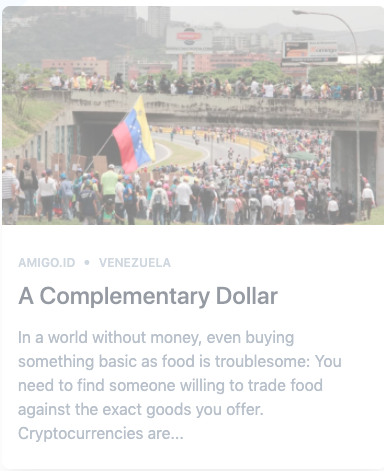 AMIGO.ID • VENEZUELA
A Complementary Dollar
In a world without money, even buying
something basic as food is troublesome: You
need to find someone willing to trade food
against the exact goods you offer.
Cryptocurrencies are...